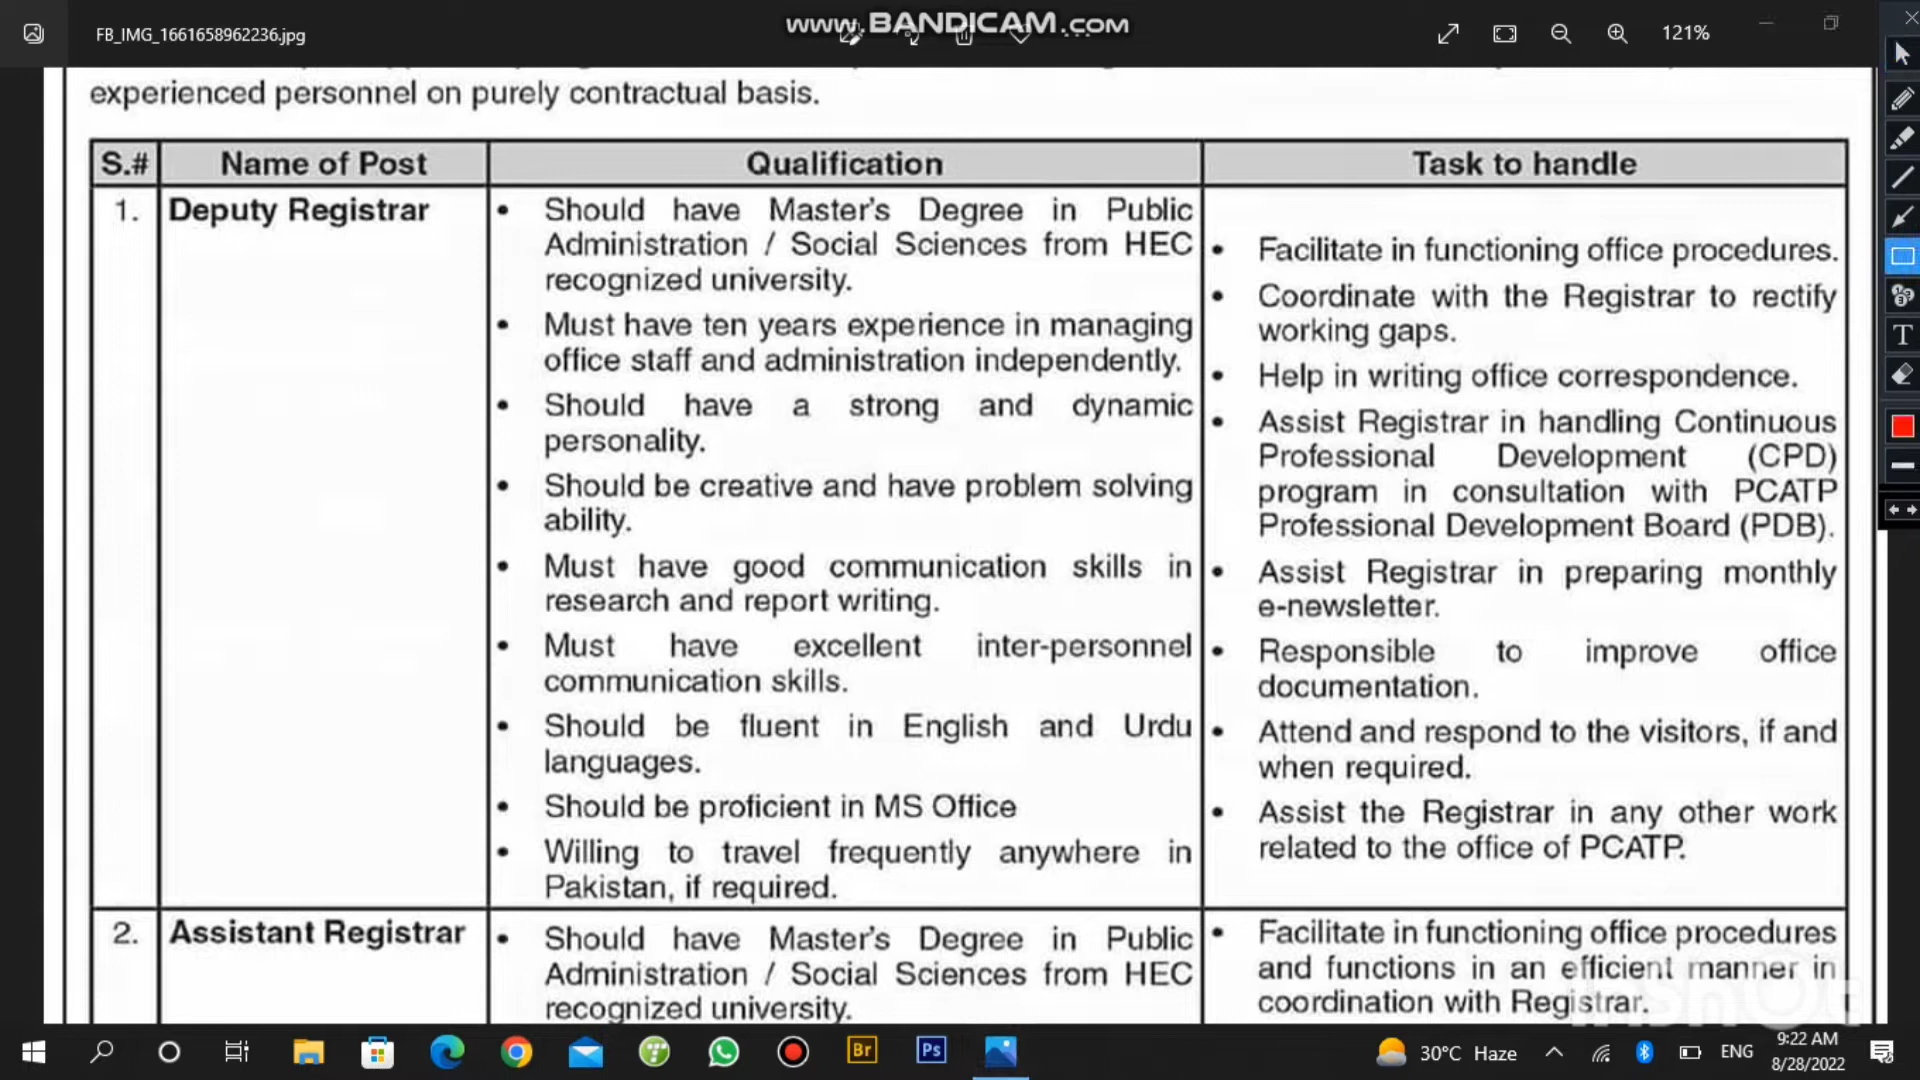 www.BANDICAM.com
FB_IMG_1661658962236.jpg
121%
experienced personnel on purely contractual basis.
S.#
Name of Post
Qualification
Task to handle
1.
Deputy Registrar
• Should have Master's Degree in Public
Administration / Social Sciences from HEC
recognized university.
• Must have ten years experience in managing
office staff and administration independently.
• Should have a strong and dynamic
personality.
• Should be creative and have problem solving
ability.
• Must have good communication skills in
research and report writing.
• Must have excellent inter-personnel
communication skills.
• Should be fluent in English and Urdu
languages.
• Should be proficient in MS Office
• Willing to travel frequently anywhere in
Pakistan, if required.
• Facilitate in functioning office procedures.
• Coordinate with the Registrar to rectify
working gaps.
• Help in writing office correspondence.
• Assist Registrar in handling Continuous
Professional Development (CPD)
program in consultation with PCATP
Professional Development Board (PDB).
• Assist Registrar in preparing monthly
e-newsletter.
• Responsible to improve office
documentation.
• Attend and respond to the visitors, if and
when required.
• Assist the Registrar in any other work
related to the office of PCATP.
2.
Assistant Registrar
• Should have Master's Degree in Public
Administration / Social Sciences from HEC
recognized university.
• Facilitate in functioning office procedures
and functions in an efficient manner in
coordination with Registrar.
InShOt
T
Br
Ps
30°C Haze
ENG
9:22 AM
8/28/2022